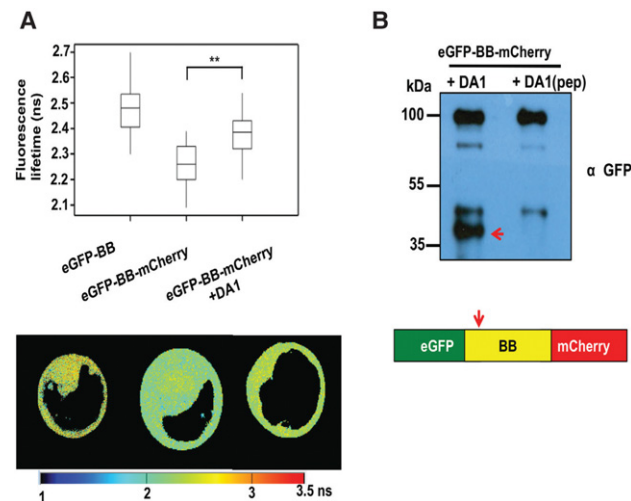 A
Fluorescence
lifetime (ns)
2.7
2.6
2.5
2.4
2.3
2.2
2.1
**
eGFP-BB
eGFP-BB-mCherry
eGFP-BB-mCherry
+DA1
1
2
3
3.5 ns
B
eGFP-BB-mCherry
kDa
+ DA1
+ DA1(pep)
100
55
35
α GFP
eGFP
BB
mCherry